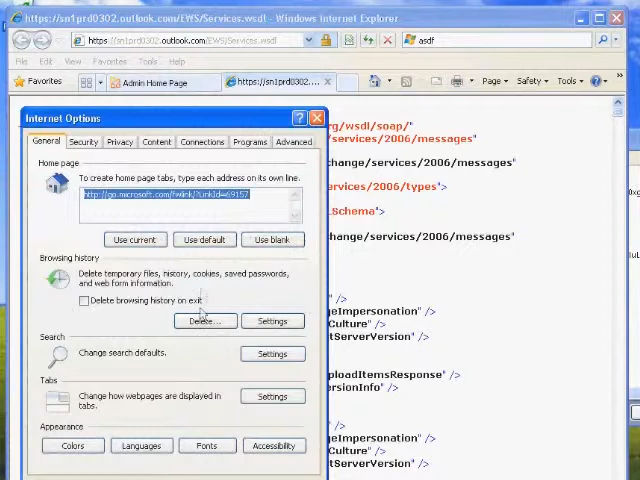 https://sn1prd0302.outlook.com/EWS/Services.wsdl - Windows Internet Explorer
https://sn1prd0302.outlook.com/EWS/Services.wsdl
asdf
File Edit View Favorites Tools Help
Favorites
Admin Home Page
https://sn1prd0302....
Page
Safety
Tools
Internet Options
General
Security
Privacy
Content
Connections
Programs
Advanced
Home page
To create home page tabs, type each address on its own line.
http://go.microsoft.com/fwlink/?LinkId=69157
Use current
Use default
Use blank
Browsing history
Delete temporary files, history, cookies, saved passwords,
and web form information.
Delete browsing history on exit
Delete...
Settings
Search
Change search defaults.
Settings
Tabs
Change how webpages are displayed in
tabs.
Settings
Appearance
Colors
Languages
Fonts
Accessibility
rg/wsdl/soap/"
services/2006/messages"
change/services/2006/messages"
services/2006/types">
LSchema">
change/services/2006/messages"
/>
geImpersonation" />
Culture" />
tServerVersion" />
ploadItemsResponse" />
rsionInfo" />
/>
geImpersonation" />
Culture" />
tServerVersion" />